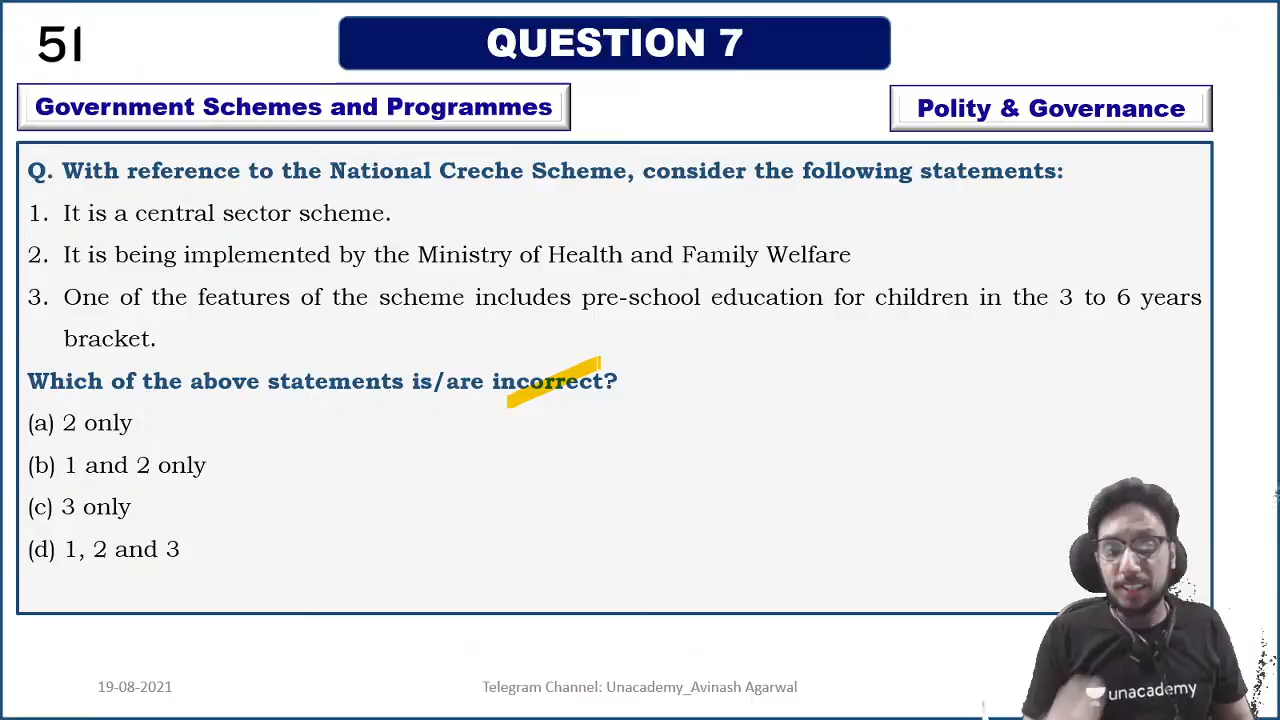 51
QUESTION 7
Government Schemes and Programmes
Polity & Governance
Q. With reference to the National Creche Scheme, consider the following statements:
1. It is a central sector scheme.
2. It is being implemented by the Ministry of Health and Family Welfare
3. One of the features of the scheme includes pre-school education for children in the 3 to 6 years
bracket.
Which of the above statements is/are incorrect?
(a) 2 only
(b) 1 and 2 only
(c) 3 only
(d) 1, 2 and 3
unacademy
19-08-2021
Telegram Channel: Unacademy_Avinash Agarwal